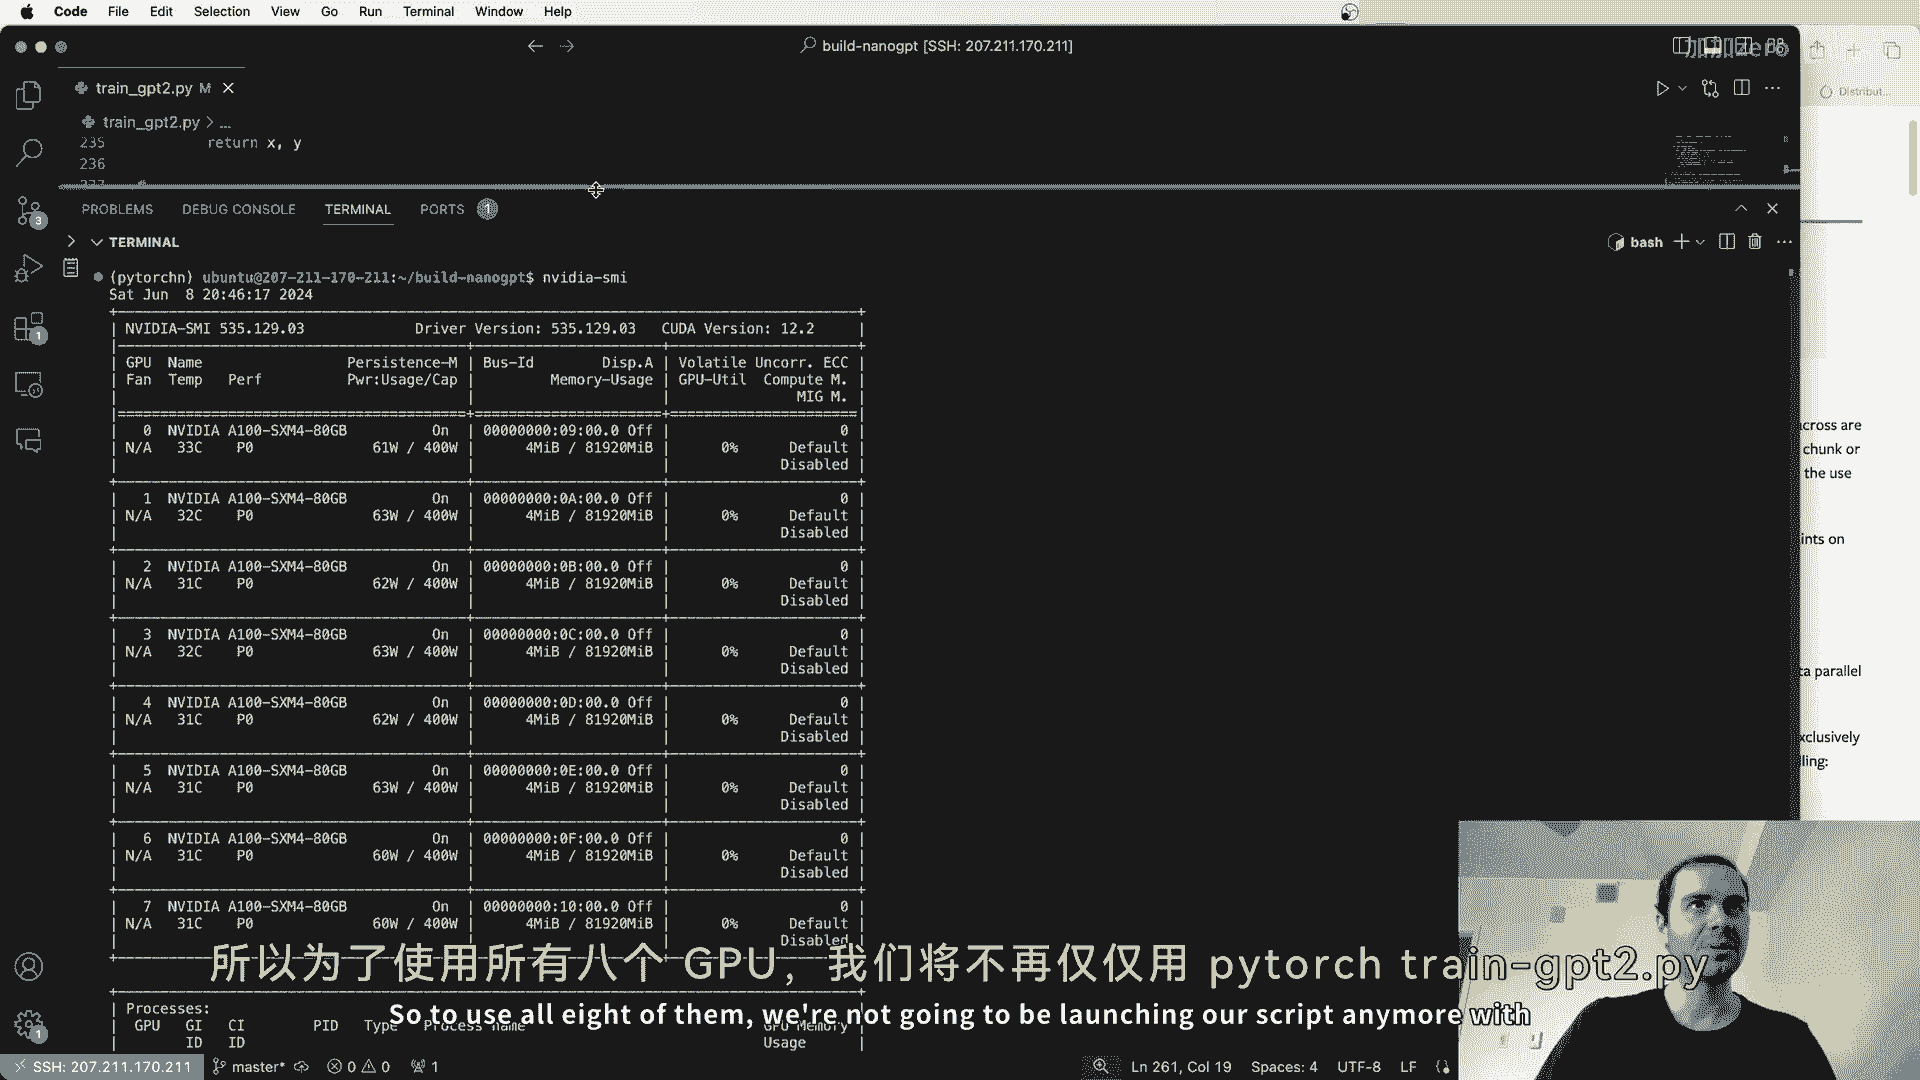 Code File Edit Selection View Go Run Terminal Window Help
build-nanogpt [SSH: 207.211.170.211]
加加zero
Distribut...
train_gpt2.py M
train_gpt2.py > ...
235 return x, y
236
237 #
PROBLEMS DEBUG CONSOLE TERMINAL PORTS 1
TERMINAL
bash
(pytorchn) ubuntu@207-211-170-211:~/build-nanogpt$ nvidia-smi
Sat Jun 8 20:46:17 2024
NVIDIA-SMI 535.129.03 Driver Version: 535.129.03 CUDA Version: 12.2
GPU Name Persistence-M | Bus-Id Disp.A | Volatile Uncorr. ECC
Fan Temp Perf Pwr:Usage/Cap | Memory-Usage | GPU-Util Compute M.
MIG M.
0 NVIDIA A100-SXM4-80GB On | 00000000:09:00.0 Off | 0
N/A 33C P0 61W / 400W | 4MiB / 81920MiB | 0% Default
Disabled
1 NVIDIA A100-SXM4-80GB On | 00000000:0A:00.0 Off | 0
N/A 32C P0 63W / 400W | 4MiB / 81920MiB | 0% Default
Disabled
2 NVIDIA A100-SXM4-80GB On | 00000000:0B:00.0 Off | 0
N/A 31C P0 62W / 400W | 4MiB / 81920MiB | 0% Default
Disabled
3 NVIDIA A100-SXM4-80GB On | 00000000:0C:00.0 Off | 0
N/A 32C P0 63W / 400W | 4MiB / 81920MiB | 0% Default
Disabled
4 NVIDIA A100-SXM4-80GB On | 00000000:0D:00.0 Off | 0
N/A 31C P0 62W / 400W | 4MiB / 81920MiB | 0% Default
Disabled
5 NVIDIA A100-SXM4-80GB On | 00000000:0E:00.0 Off | 0
N/A 31C P0 63W / 400W | 4MiB / 81920MiB | 0% Default
Disabled
6 NVIDIA A100-SXM4-80GB On | 00000000:0F:00.0 Off | 0
N/A 31C P0 60W / 400W | 4MiB / 81920MiB | 0% Default
Disabled
7 NVIDIA A100-SXM4-80GB On | 00000000:10:00.0 Off | 0
N/A 31C P0 60W / 400W | 4MiB / 81920MiB | 0% Default
Disabled
Processes:
GPU GI CI PID Type Process name GPU Memory
ID ID Usage
across are
chunk or
the use
ints on
ta parallel
xclusively
lling:
所以为了使用所有八个 GPU，我们将不再仅仅用 pytorch train-gpt2.py
So to use all eight of them, we're not going to be launching our script anymore with
SSH: 207.211.170.211 master* 0 0 1 Ln 261, Col 19 Spaces: 4 UTF-8 LF
3
1
1